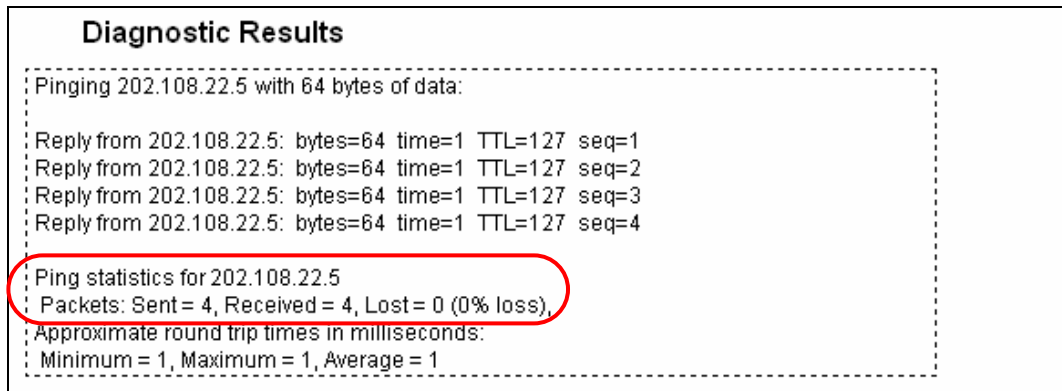 Diagnostic Results
Pinging 202.108.22.5 with 64 bytes of data:
Reply from 202.108.22.5: bytes=64 time=1 TTL=127 seq=1
Reply from 202.108.22.5: bytes=64 time=1 TTL=127 seq=2
Reply from 202.108.22.5: bytes=64 time=1 TTL=127 seq=3
Reply from 202.108.22.5: bytes=64 time=1 TTL=127 seq=4
Ping statistics for 202.108.22.5
Packets: Sent = 4, Received = 4, Lost = 0 (0% loss),
Approximate round trip times in milliseconds:
Minimum = 1, Maximum = 1, Average = 1